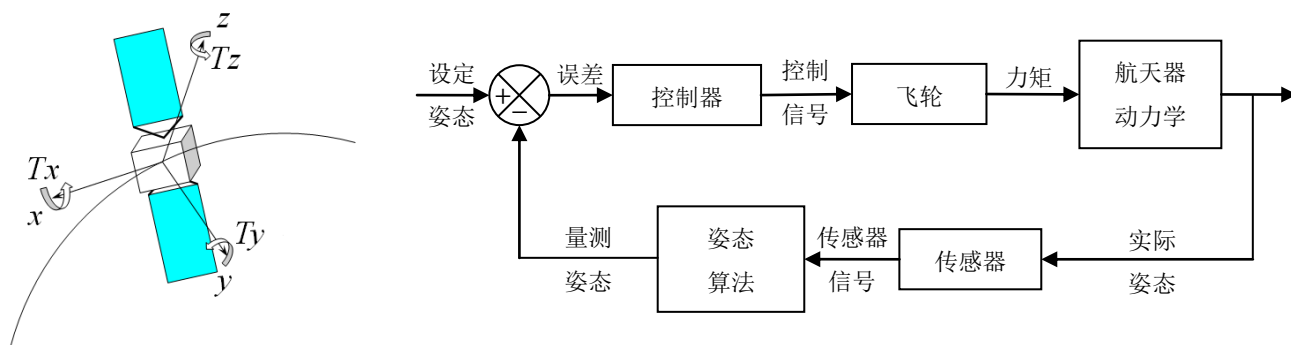 z
Tz
Tx
x
Ty
y
设定
姿态
+
−
误差
控制器
控制
信号
飞轮
力矩
航天器
动力学
量测
姿态
姿态
算法
传感器
信号
传感器
实际
姿态